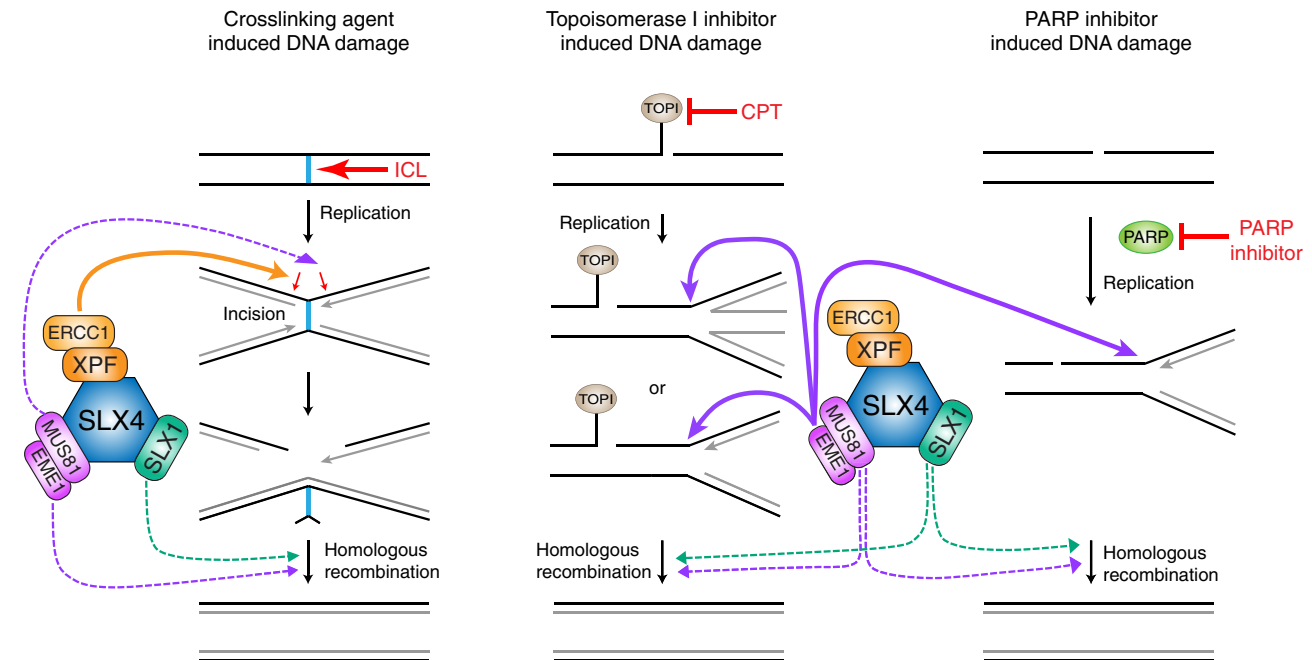 Crosslinking agent
induced DNA damage
Topoisomerase I inhibitor
induced DNA damage
PARP inhibitor
induced DNA damage
TOPI
CPT
ICL
Replication
Incision
ERCC1
XPF
SLX4
MUS81
EME1
SLX1
Homologous
recombination
Replication
TOPI
or
TOPI
ERCC1
XPF
SLX4
MUS81
EME1
SLX1
Homologous
recombination
PARP
PARP
inhibitor
Replication
Homologous
recombination